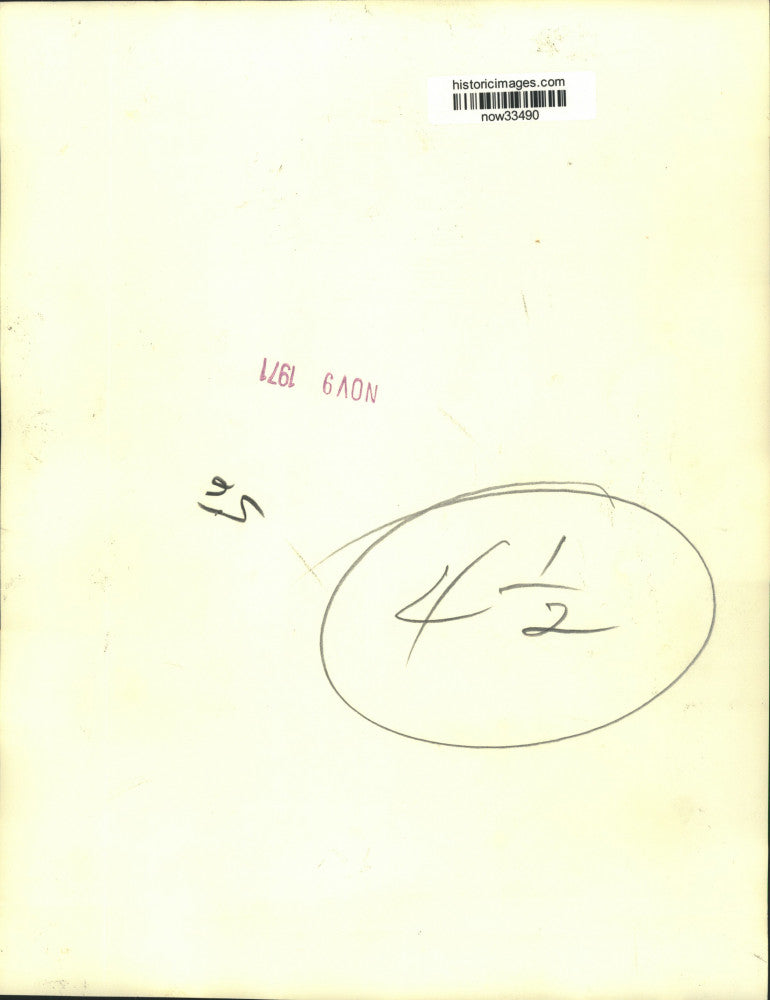 historicimages.com
now33490
NOV 9 1971
4 1/2